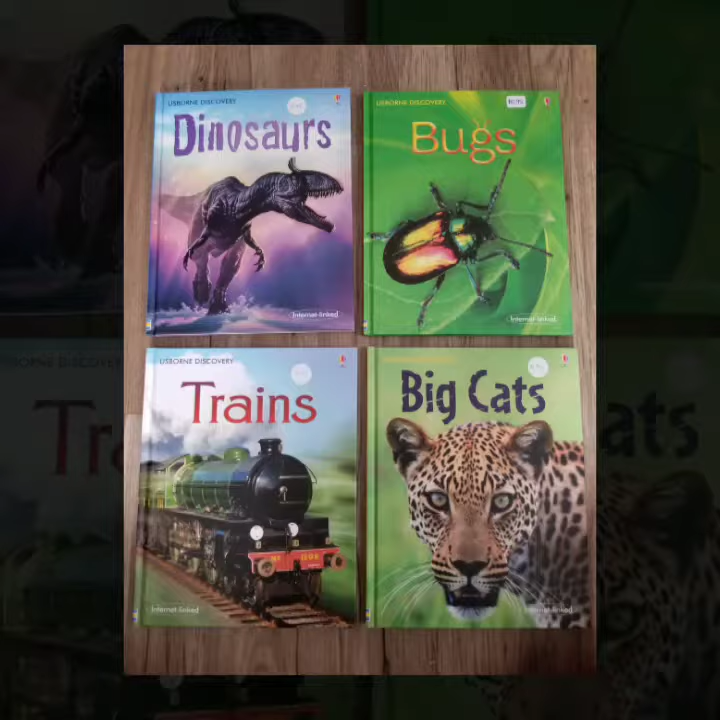 USBORNE DISCOVERY
Dinosaurs
Internet-linked
USBORNE DISCOVERY
Bugs
Internet-linked
USBORNE DISCOVERY
Trains
Internet-linked
Big Cats
Internet-linked